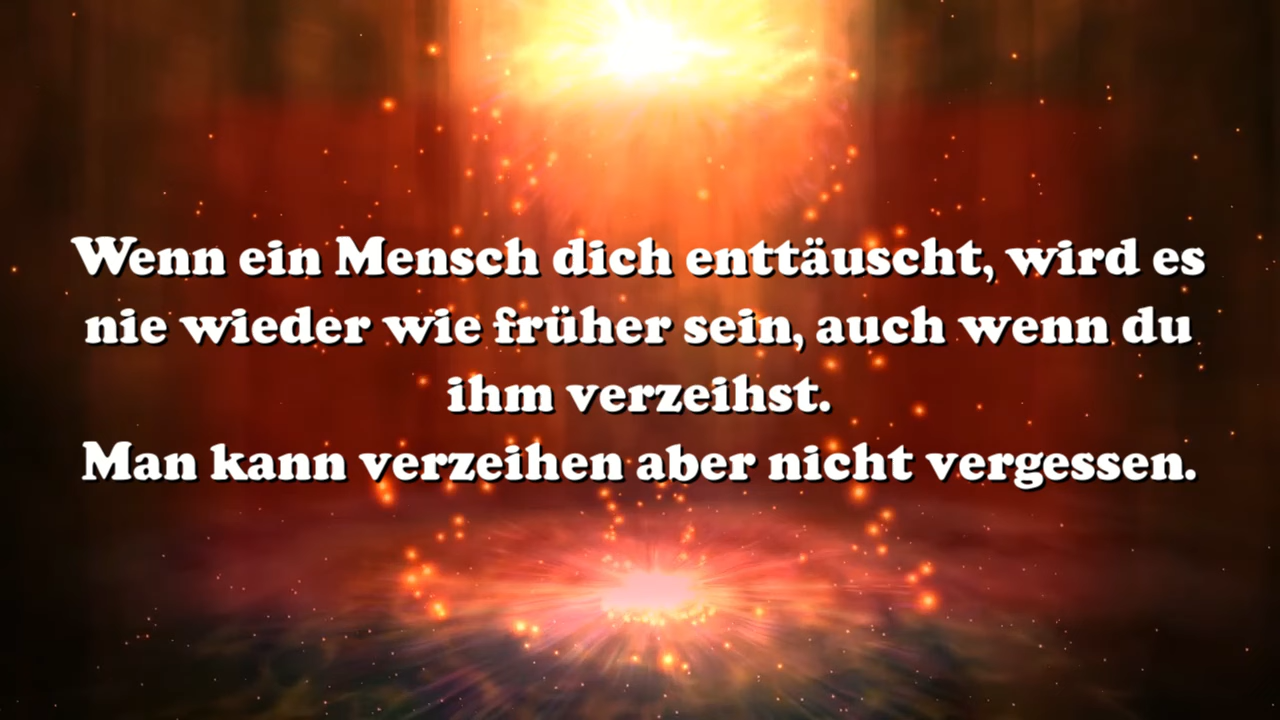 Wenn ein Mensch dich enttäuscht, wird es
nie wieder wie früher sein, auch wenn du
ihm verzeihst.
Man kann verzeihen aber nicht vergessen.